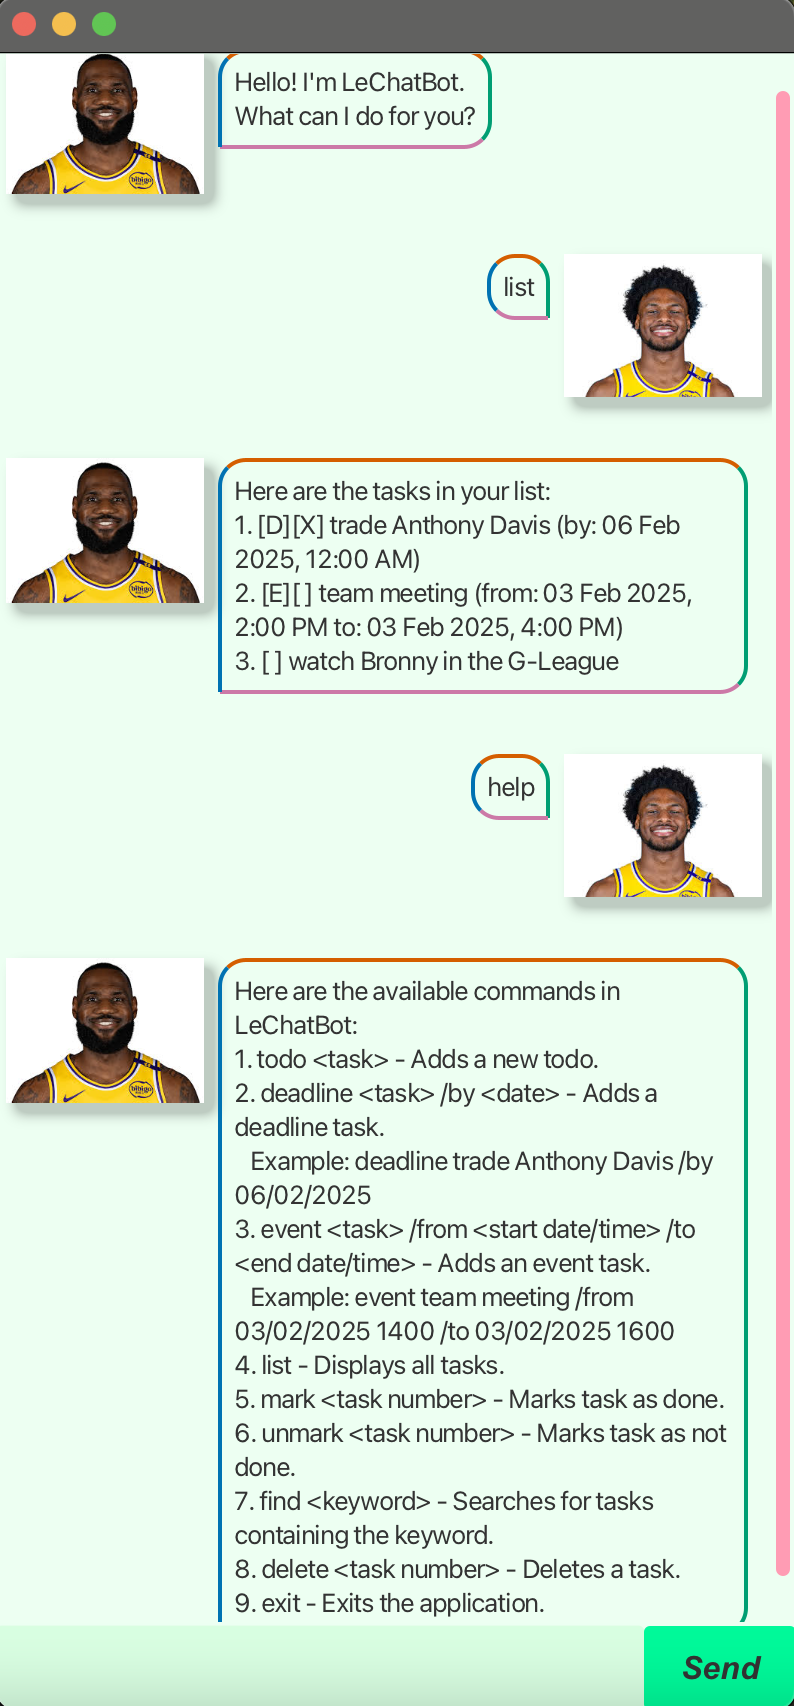 Hello! I'm LeChatBot.
What can I do for you?
bibigo
list
Here are the tasks in your list:
1. [D][X] trade Anthony Davis (by: 06 Feb
2025, 12:00 AM)
2. [E][ ] team meeting (from: 03 Feb 2025,
2:00 PM to: 03 Feb 2025, 4:00 PM)
3. [ ] watch Bronny in the G-League
bibigo
help
Here are the available commands in
LeChatBot:
1. todo <task> - Adds a new todo.
2. deadline <task> /by <date> - Adds a
deadline task.
Example: deadline trade Anthony Davis /by
06/02/2025
3. event <task> /from <start date/time> /to
<end date/time> - Adds an event task.
Example: event team meeting /from
03/02/2025 1400 /to 03/02/2025 1600
4. list - Displays all tasks.
5. mark <task number> - Marks task as done.
6. unmark <task number> - Marks task as not
done.
7. find <keyword> - Searches for tasks
containing the keyword.
8. delete <task number> - Deletes a task.
9. exit - Exits the application.
bibigo
Send